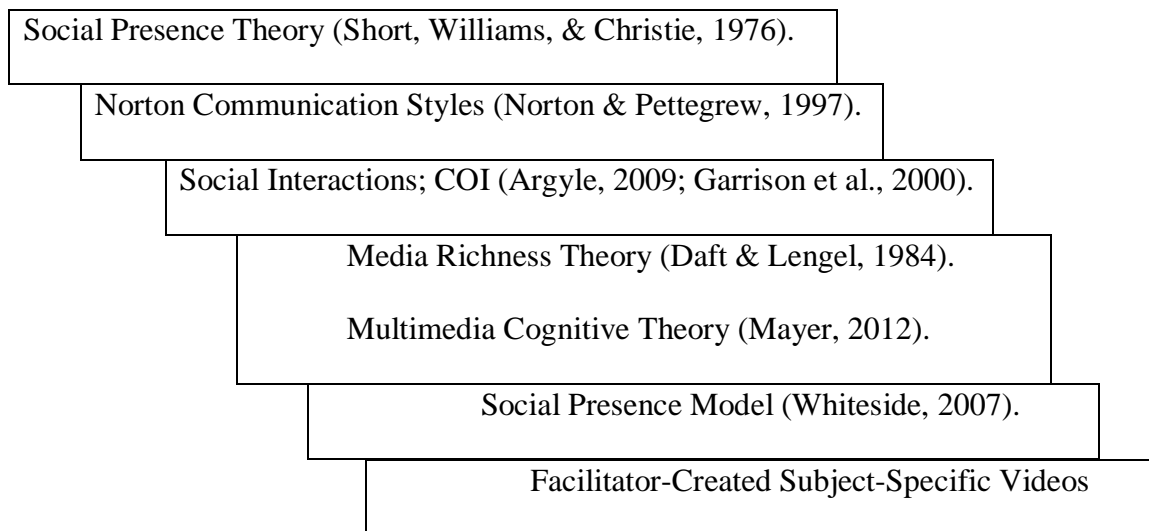 Social Presence Theory (Short, Williams, & Christie, 1976).
Norton Communication Styles (Norton & Pettegrew, 1997).
Social Interactions; COI (Argyle, 2009; Garrison et al., 2000).
Media Richness Theory (Daft & Lengel, 1984).
Multimedia Cognitive Theory (Mayer, 2012).
Social Presence Model (Whiteside, 2007).
Facilitator-Created Subject-Specific Videos